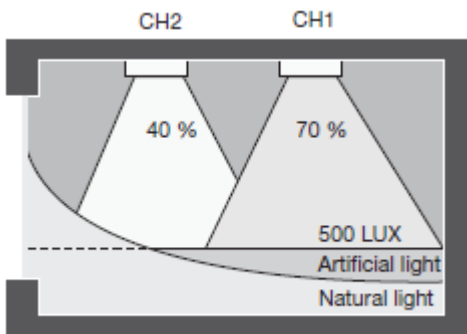 CH2 CH1
40 % 70 %
500 LUX
Artificial light
Natural light